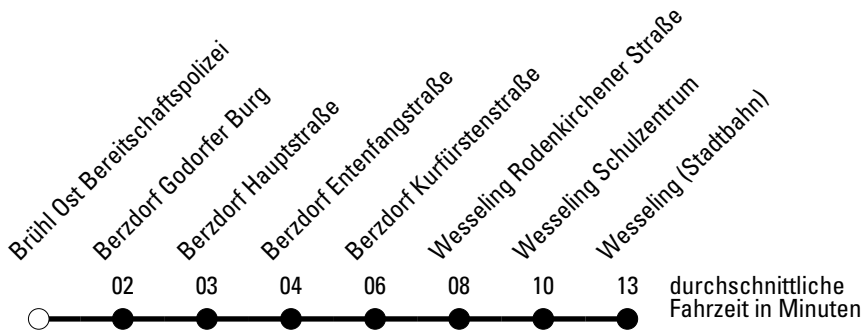 Brühl Ost Bereitschaftspolizei
Berzdorf Godorfer Burg
Berzdorf Hauptstraße
Berzdorf Entenfangstraße
Berzdorf Kurfürstenstraße
Wesseling Rodenkirchener Straße
Wesseling Schulzentrum
Wesseling (Stadtbahn)
02 03 04 06 08 10 13 durchschnittliche
Fahrzeit in Minuten